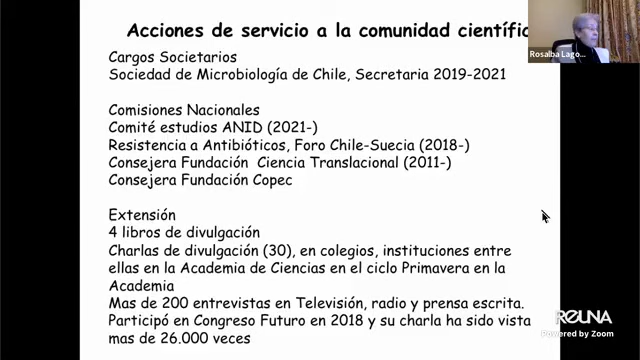 Acciones de servicio a la comunidad científic
Rosalba Lago...
Cargos Societarios
Sociedad de Microbiología de Chile, Secretaria 2019-2021
Comisiones Nacionales
Comité estudios ANID (2021-)
Resistencia a Antibióticos, Foro Chile-Suecia (2018-)
Consejera Fundación Ciencia Translacional (2011-)
Consejera Fundación Copec
Extensión
4 libros de divulgación
Charlas de divulgación (30), en colegios, instituciones entre
ellas en la Academia de Ciencias en el ciclo Primavera en la
Academia
Mas de 200 entrevistas en Televisión, radio y prensa escrita.
Participó en Congreso Futuro en 2018 y su charla ha sido vista
mas de 26.000 veces
REUNA
Powered by Zoom